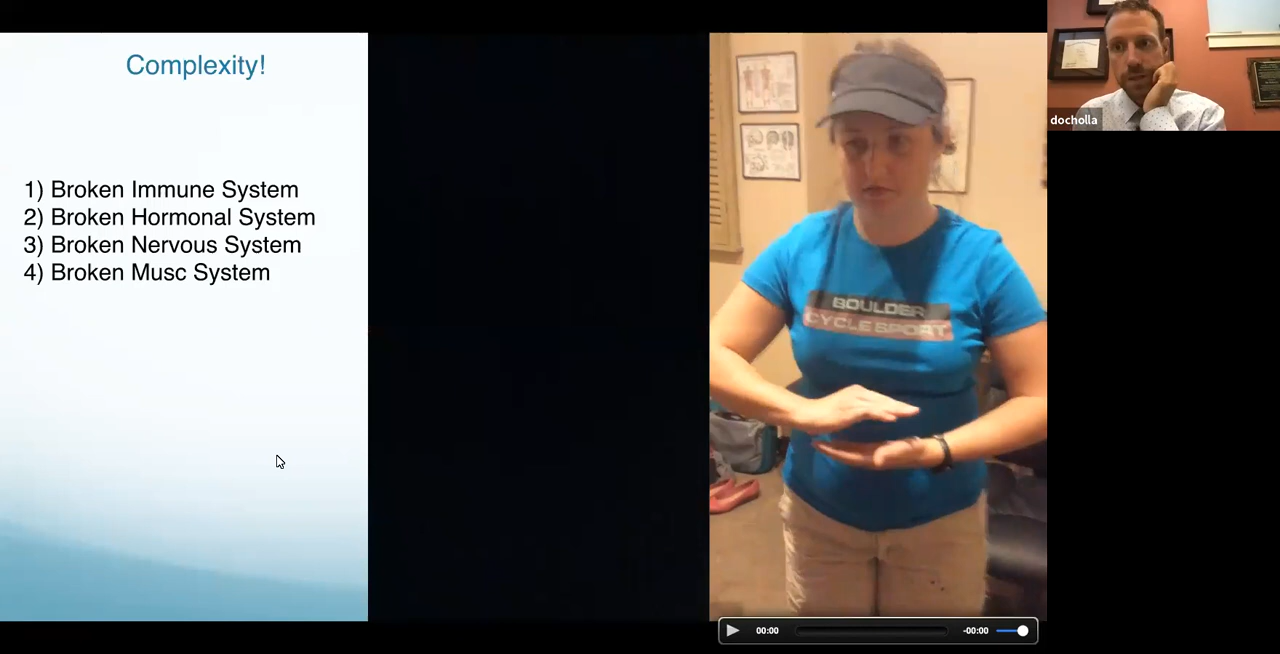 Complexity!
1) Broken Immune System
2) Broken Hormonal System
3) Broken Nervous System
4) Broken Musc System
BOULDER
CYCLE SPORT
docholla
00:00
-00:00